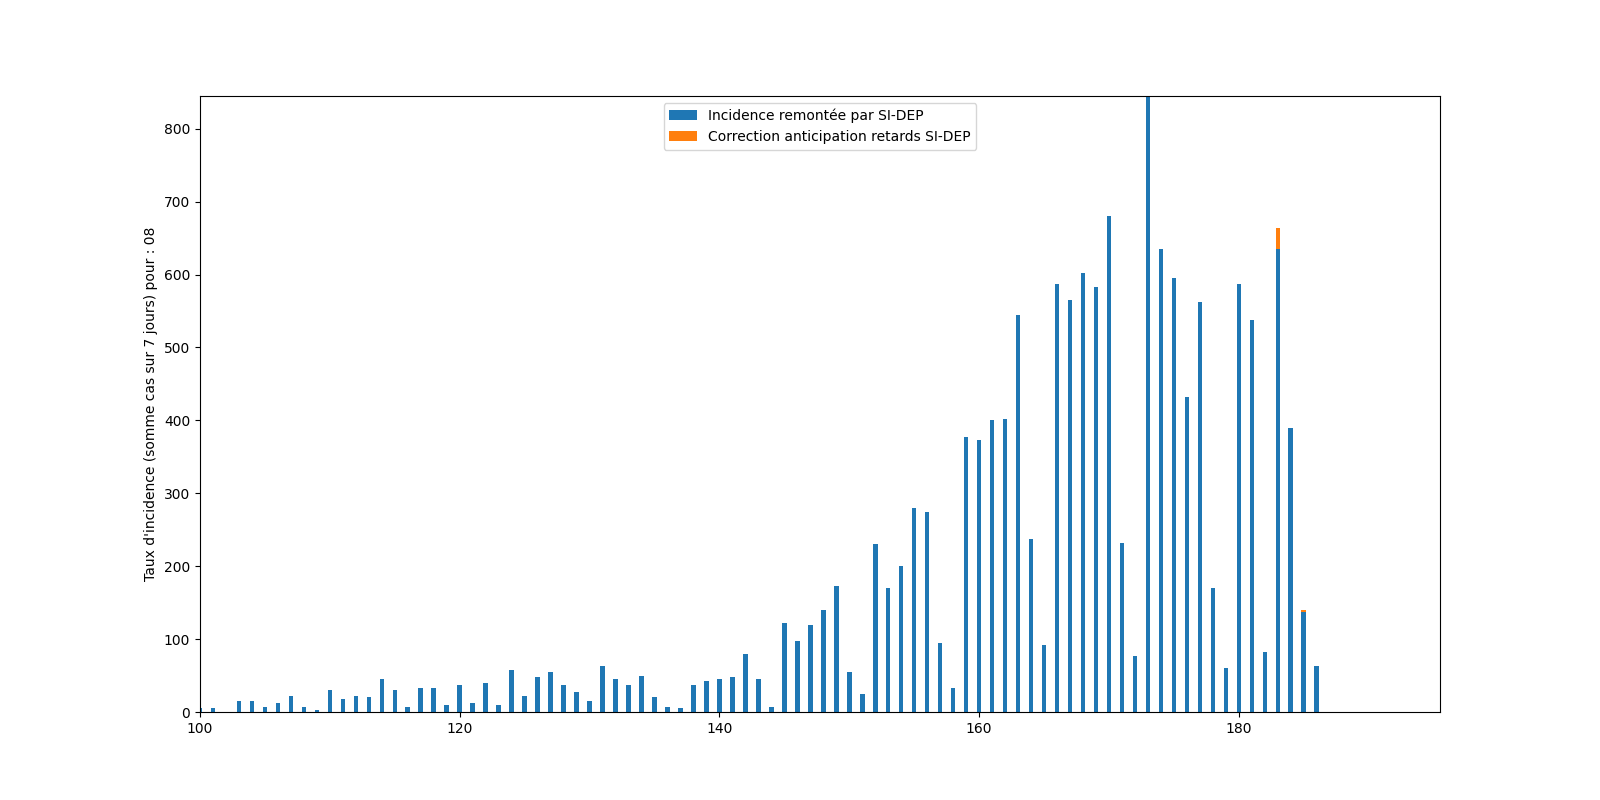 Incidence remontée par SI-DEP
Correction anticipation retards SI-DEP
Taux d'incidence (somme cas sur 7 jours) pour : 08
800
700
600
500
400
300
200
100
0
100 120 140 160 180